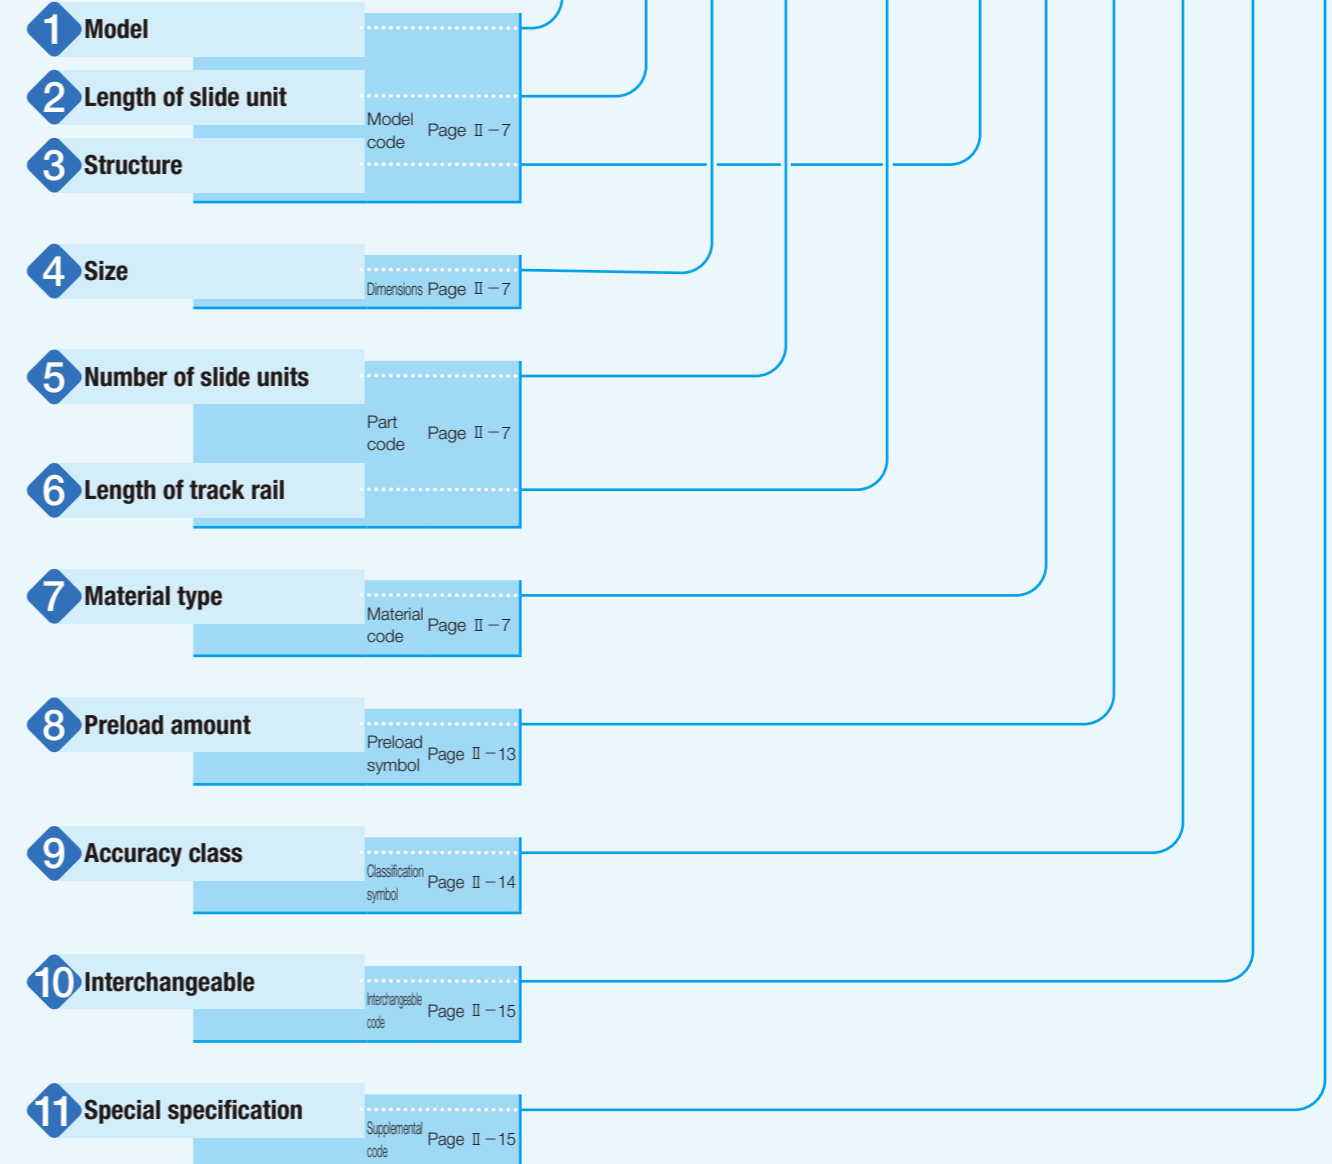 1 Model
2 Length of slide unit
Model code Page Ⅱ−7
3 Structure
4 Size
Dimensions Page Ⅱ−7
5 Number of slide units
Part code Page Ⅱ−7
6 Length of track rail
7 Material type
Material code Page Ⅱ−7
8 Preload amount
Preload symbol Page Ⅱ−13
9 Accuracy class
Classification symbol Page Ⅱ−14
10 Interchangeable
Interchangeable code Page Ⅱ−15
11 Special specification
Supplemental code Page Ⅱ−15